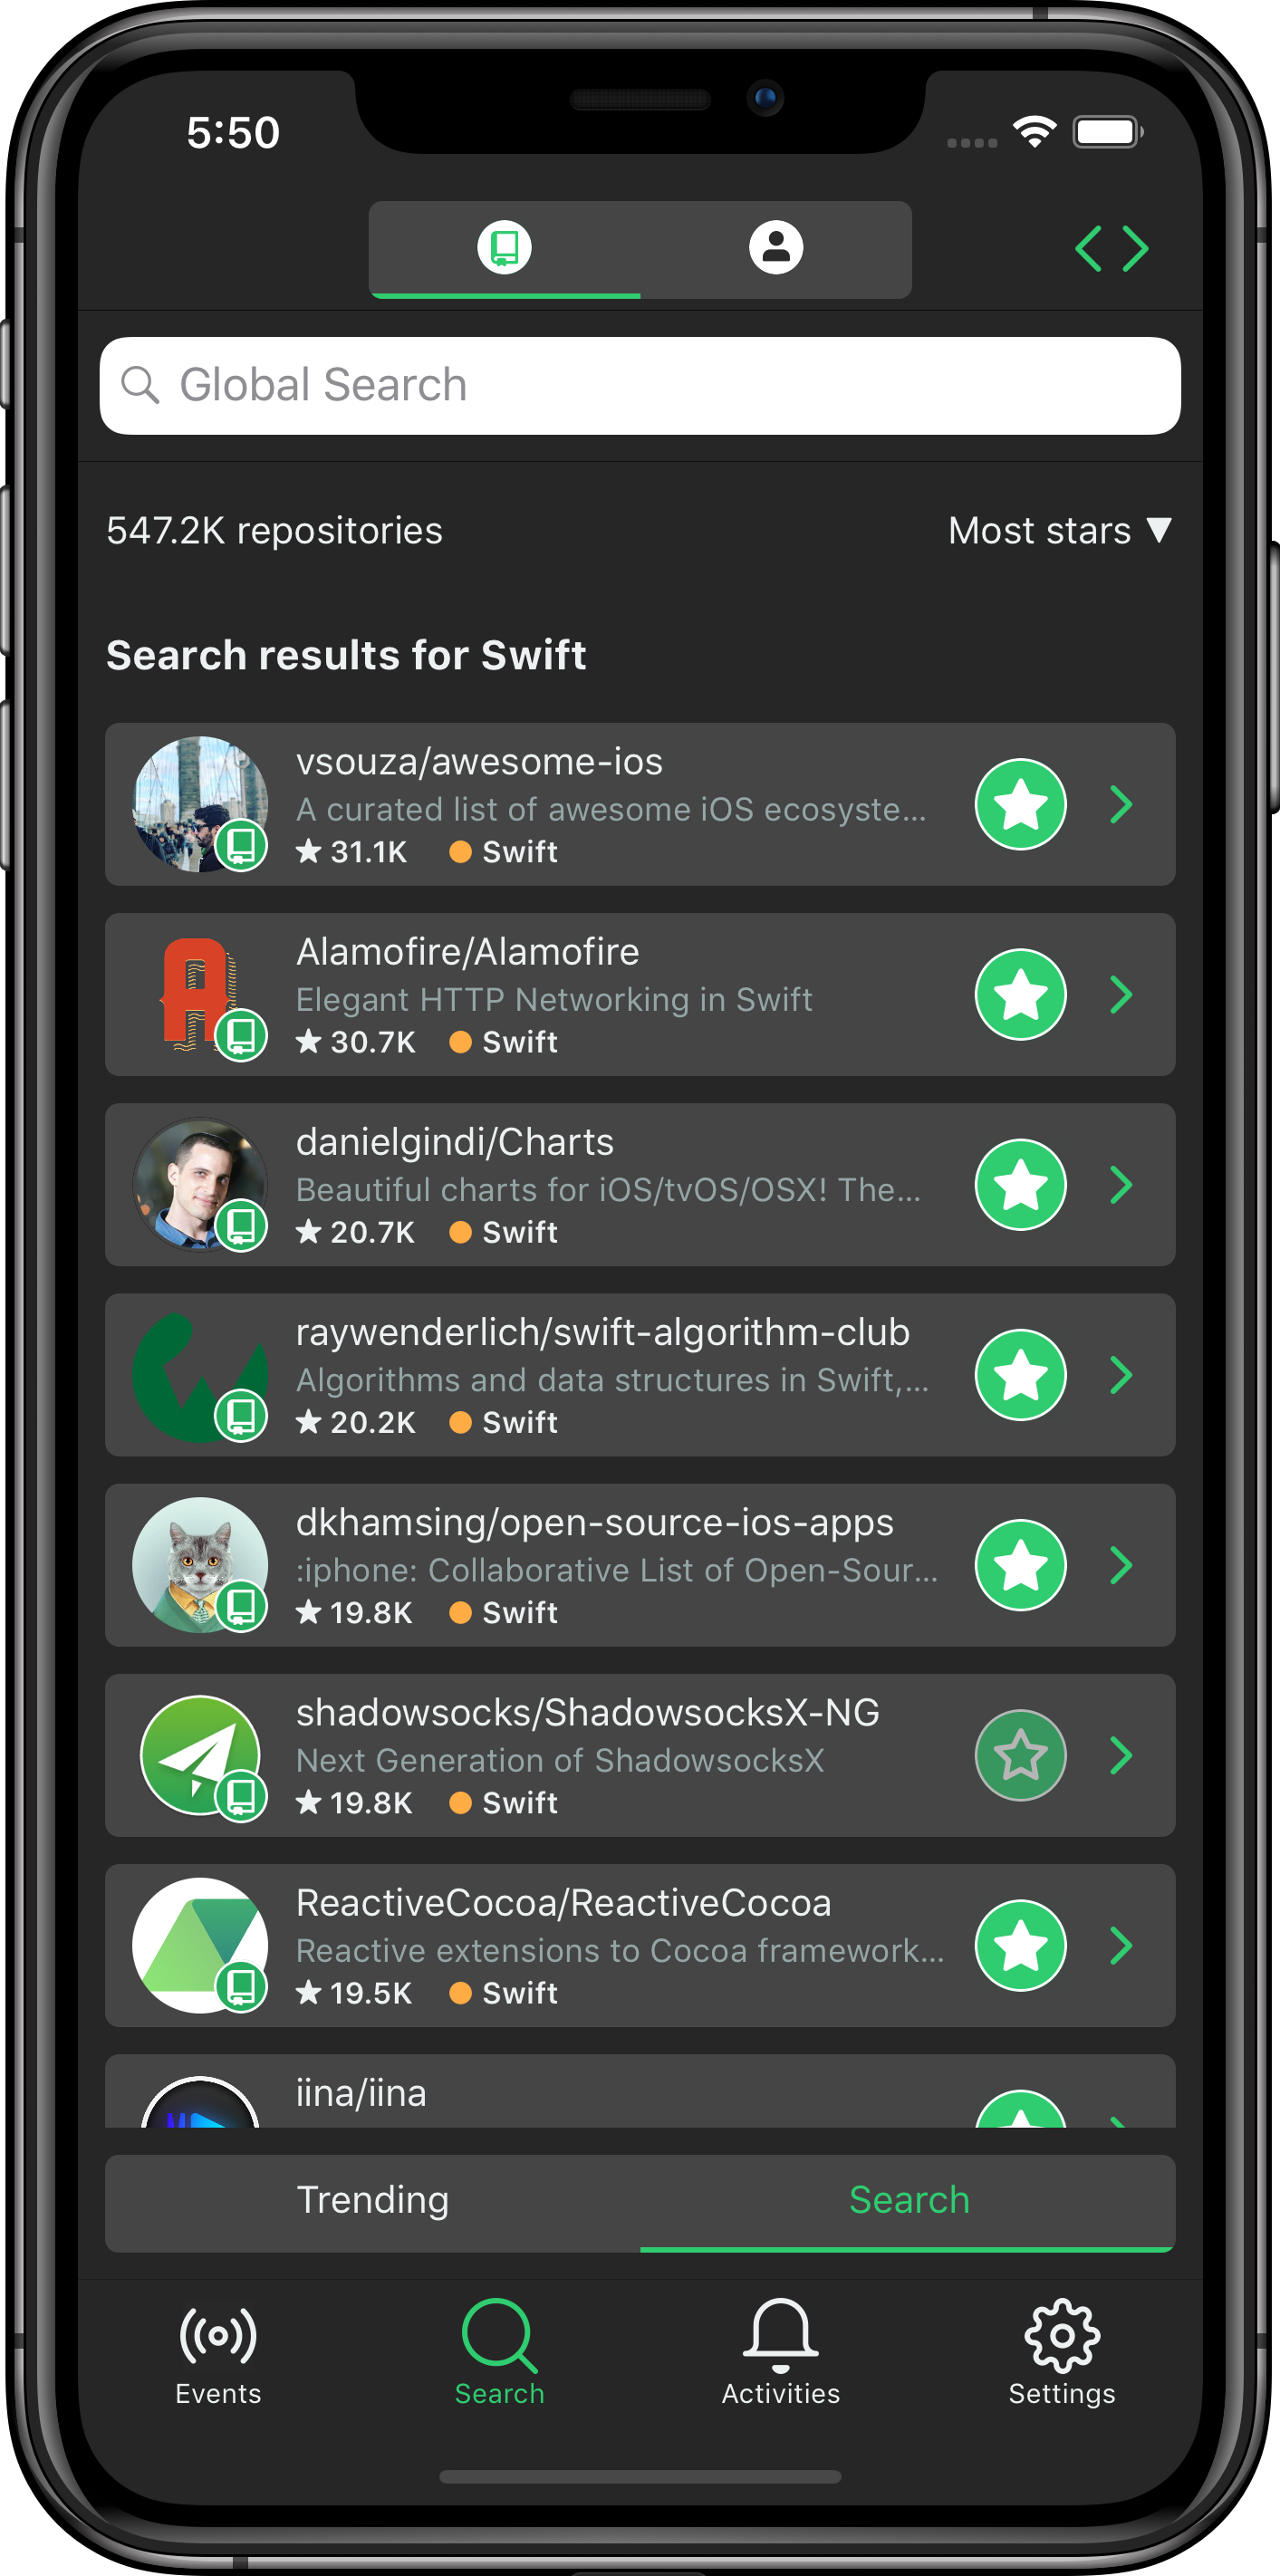 5:50
Global Search
547.2K repositories
Most stars ▼
Search results for Swift
vsouza/awesome-ios
A curated list of awesome iOS ecosyste...
★ 31.1K Swift
Alamofire/Alamofire
Elegant HTTP Networking in Swift
★ 30.7K Swift
danielgindi/Charts
Beautiful charts for iOS/tvOS/OSX! The...
★ 20.7K Swift
raywenderlich/swift-algorithm-club
Algorithms and data structures in Swift,...
★ 20.2K Swift
dkhamsing/open-source-ios-apps
:iphone: Collaborative List of Open-Sour...
★ 19.8K Swift
shadowsocks/ShadowsocksX-NG
Next Generation of ShadowsocksX
★ 19.8K Swift
ReactiveCocoa/ReactiveCocoa
Reactive extensions to Cocoa framework...
★ 19.5K Swift
iina/iina
Trending Search
Events Search Activities Settings